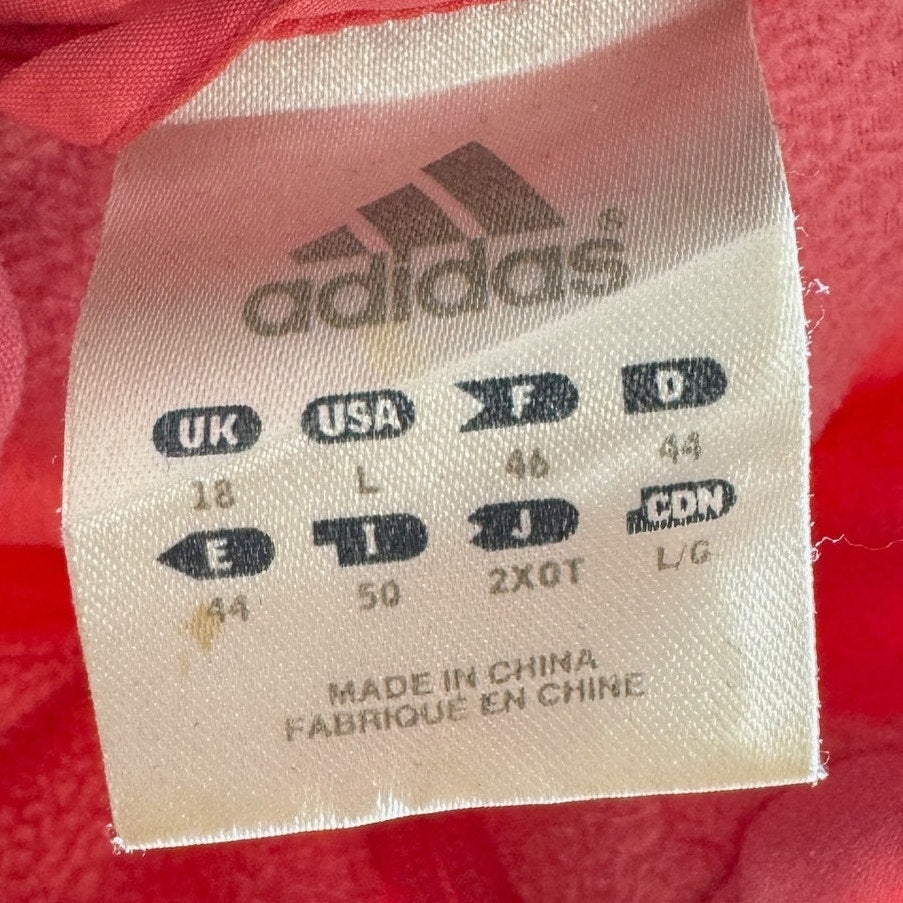 adidas®
UK USA F D
18 L 46 44
E I J CDN
44 50 2XOT L/G
MADE IN CHINA
FABRIQUE EN CHINE